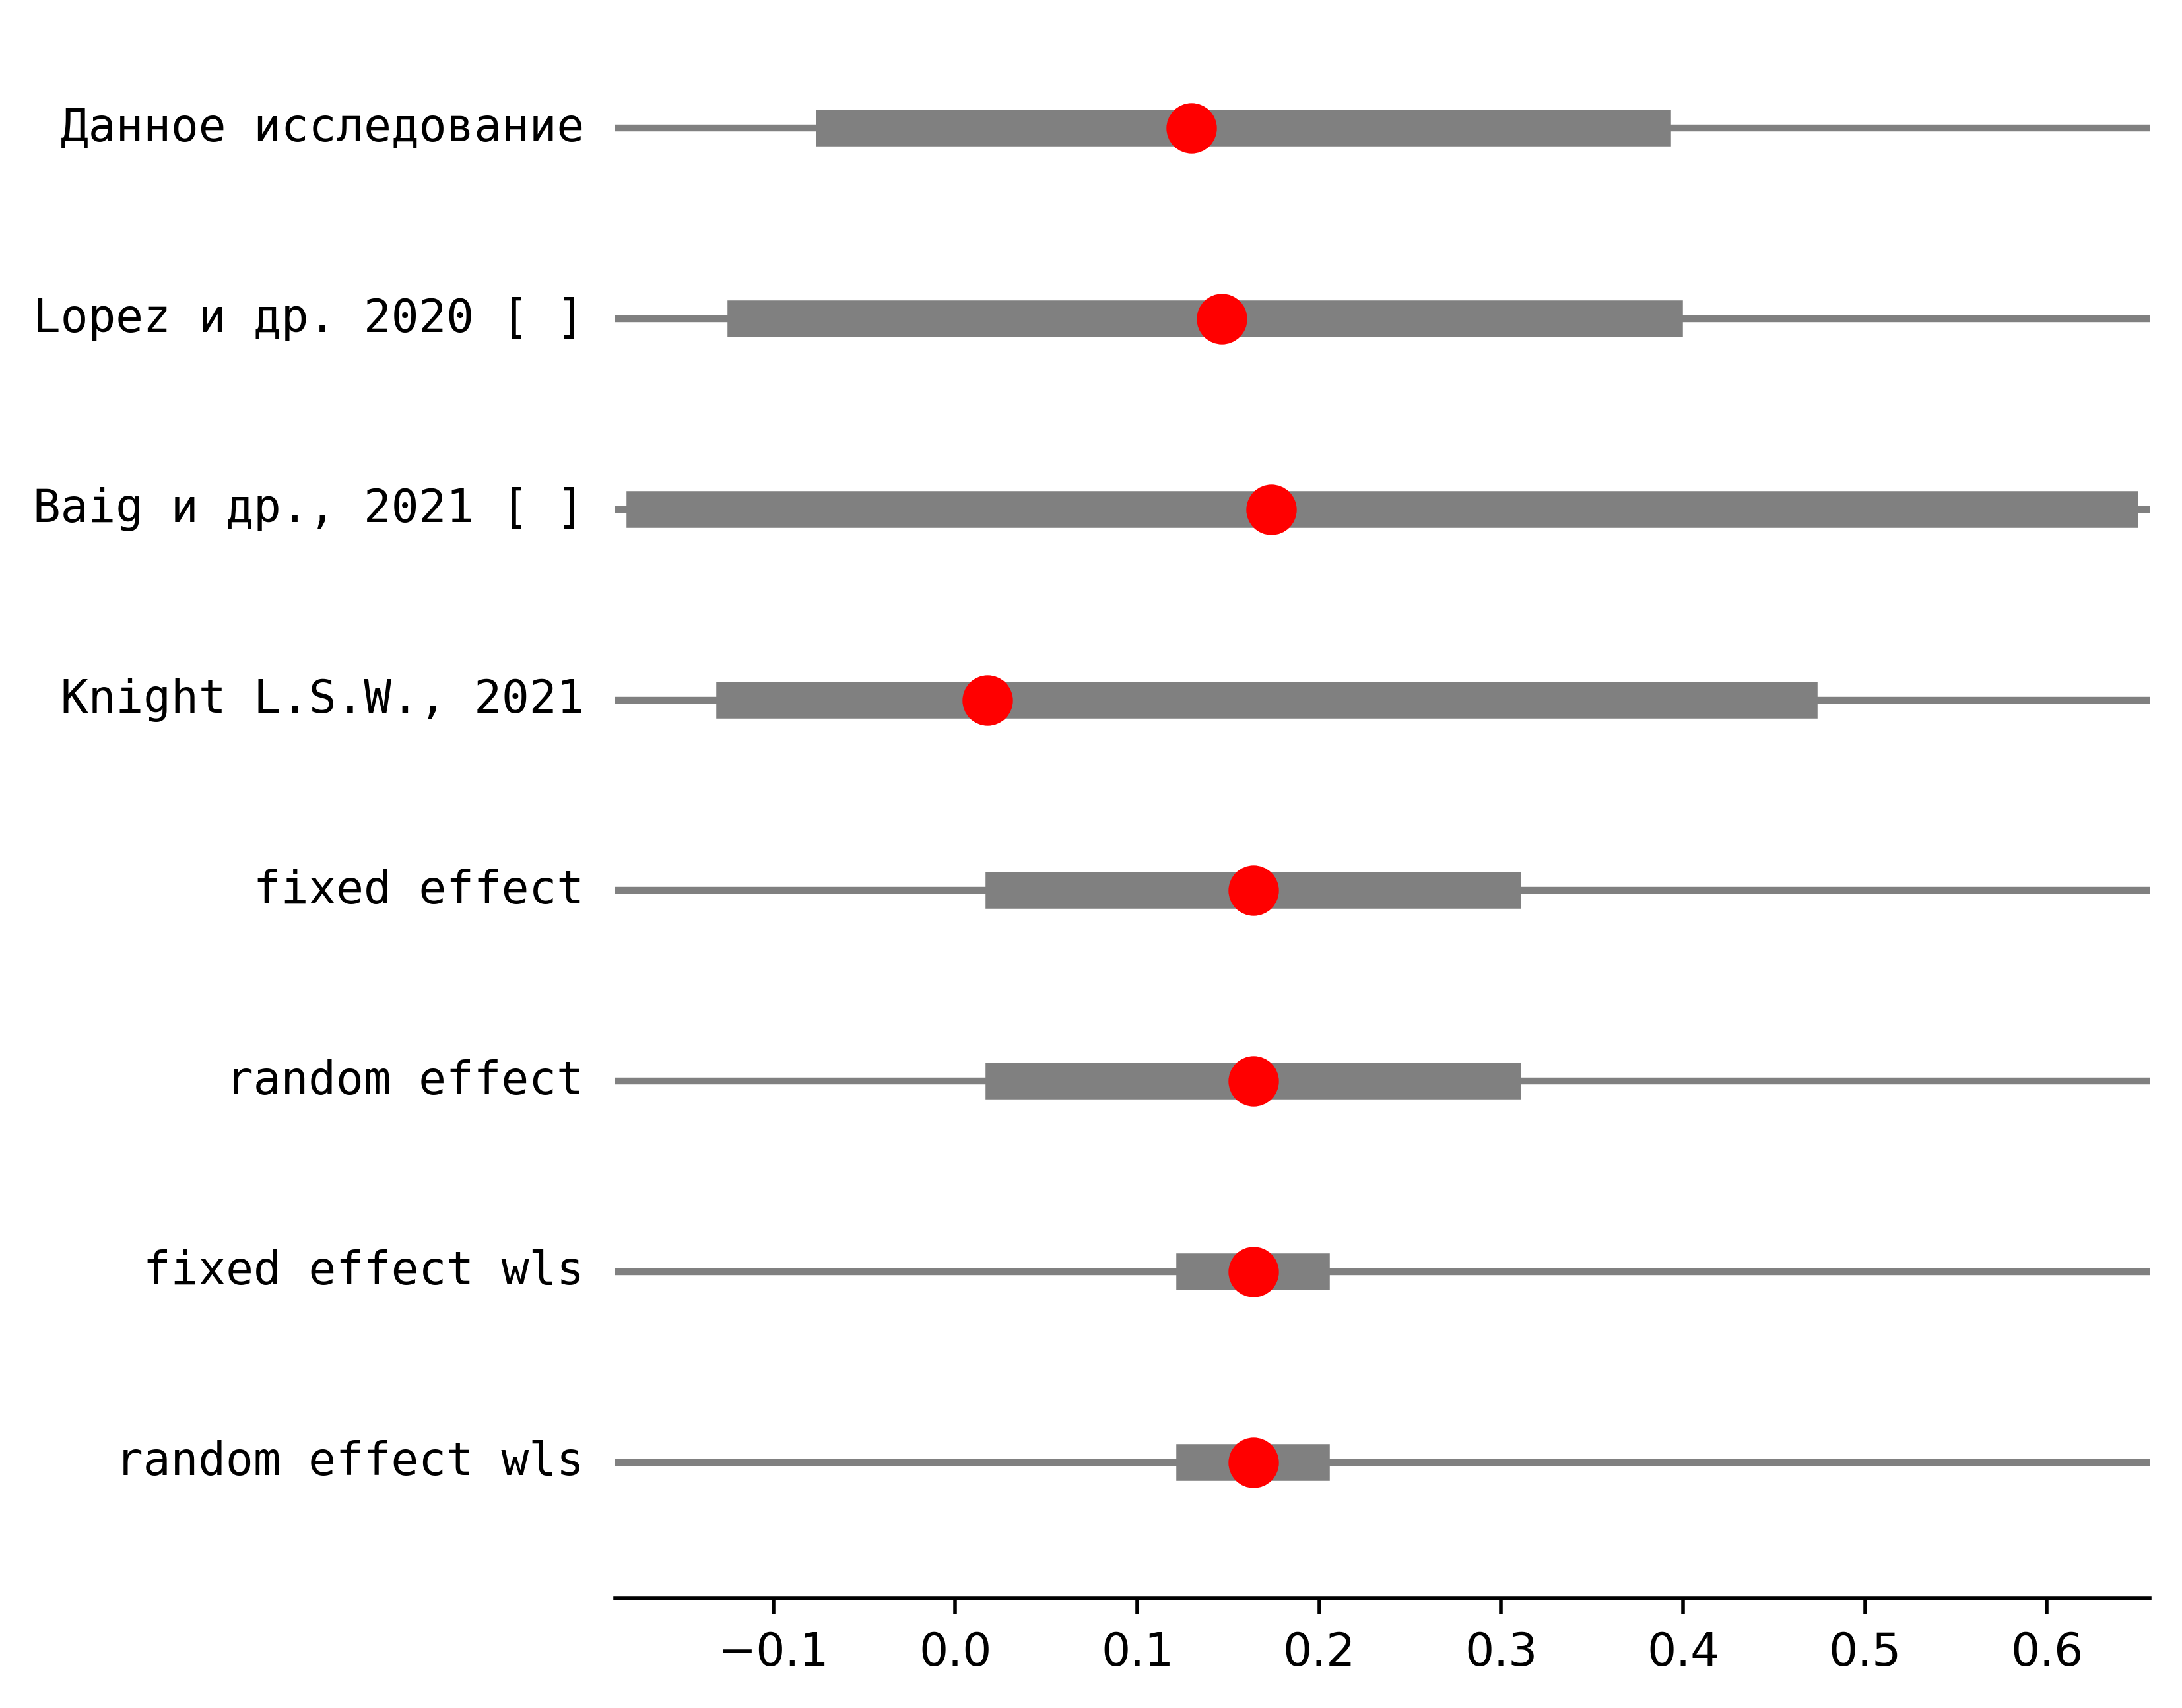 Данное исследование
Lopez и др. 2020 [ ]
Baig и др., 2021 [ ]
Knight L.S.W., 2021
fixed effect
random effect
fixed effect wls
random effect wls
−0.1 0.0 0.1 0.2 0.3 0.4 0.5 0.6